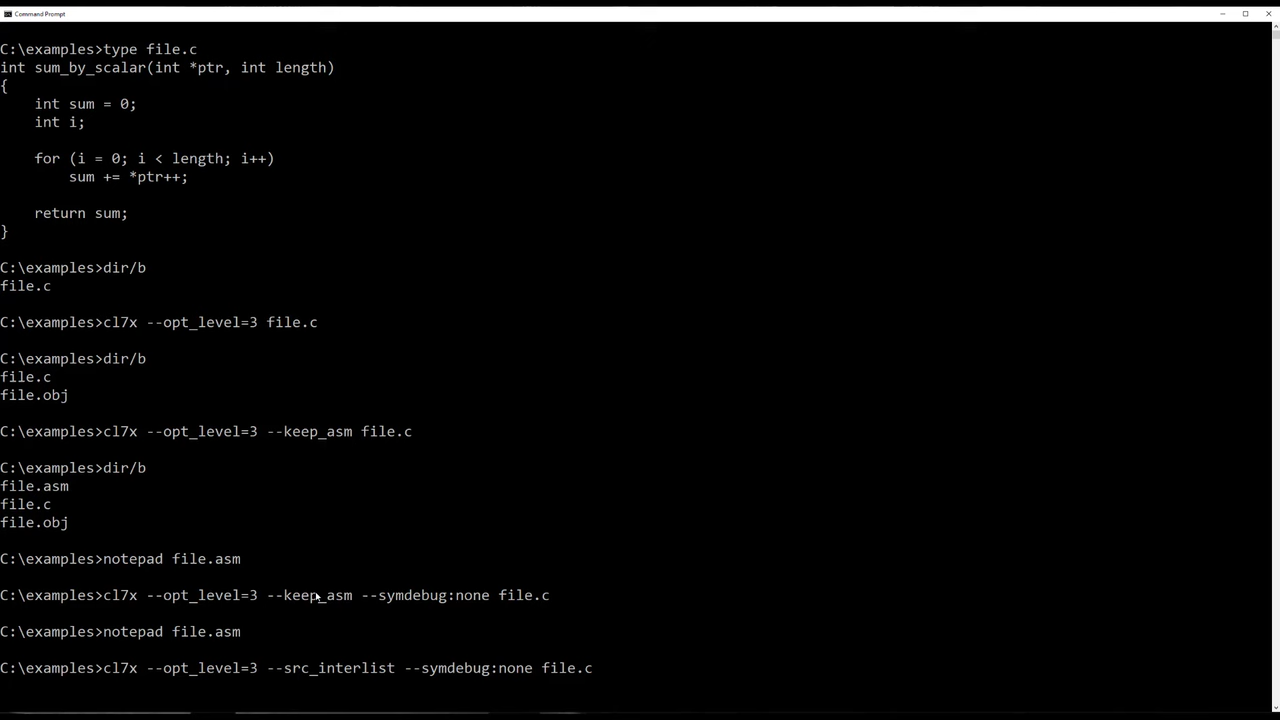 Command Prompt
C:\examples>type file.c
int sum_by_scalar(int *ptr, int length)
{
    int sum = 0;
    int i;
    for (i = 0; i < length; i++)
        sum += *ptr++;
    return sum;
}
C:\examples>dir/b
file.c
C:\examples>cl7x --opt_level=3 file.c
C:\examples>dir/b
file.c
file.obj
C:\examples>cl7x --opt_level=3 --keep_asm file.c
C:\examples>dir/b
file.asm
file.c
file.obj
C:\examples>notepad file.asm
C:\examples>cl7x --opt_level=3 --keep_asm --symdebug:none file.c
C:\examples>notepad file.asm
C:\examples>cl7x --opt_level=3 --src_interlist --symdebug:none file.c